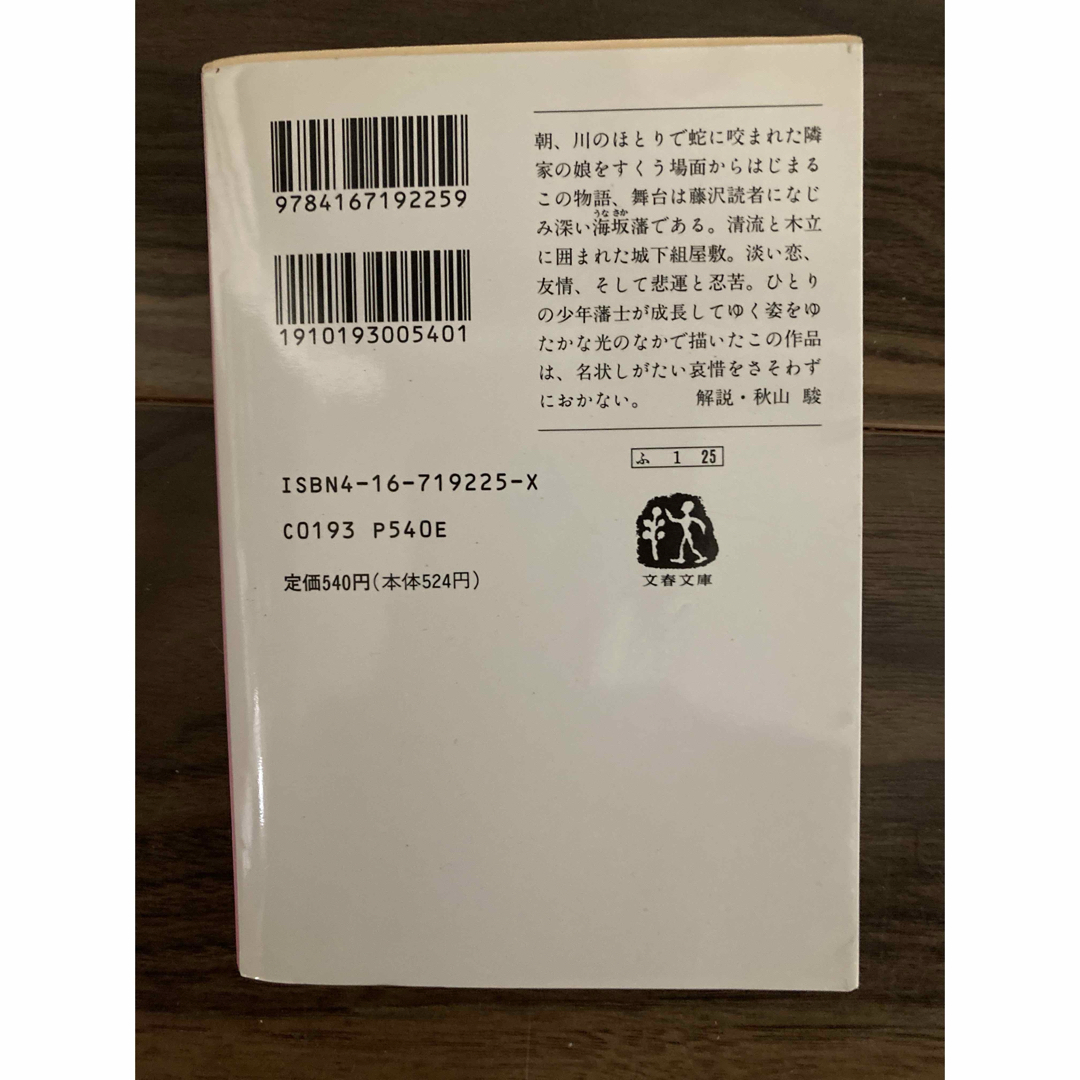 9784167192259
1910193005401
朝、川のほとりで蛇に咬まれた隣
家の娘をすくう場面からはじまる
この物語、舞台は藤沢読者になじ
み深い海坂藩である。清流と木立
うなさか
に囲まれた城下組屋敷。淡い恋、
友情、そして悲運と忍苦。ひとり
の少年藩士が成長してゆく姿をゆ
たかな光のなかで描いたこの作品
は、名状しがたい哀惜をさそわず
におかない。 解説・秋山 駿
ふ 1 25
文春文庫
ISBN4-16-719225-X
C0193 P540E
定価540円(本体524円)